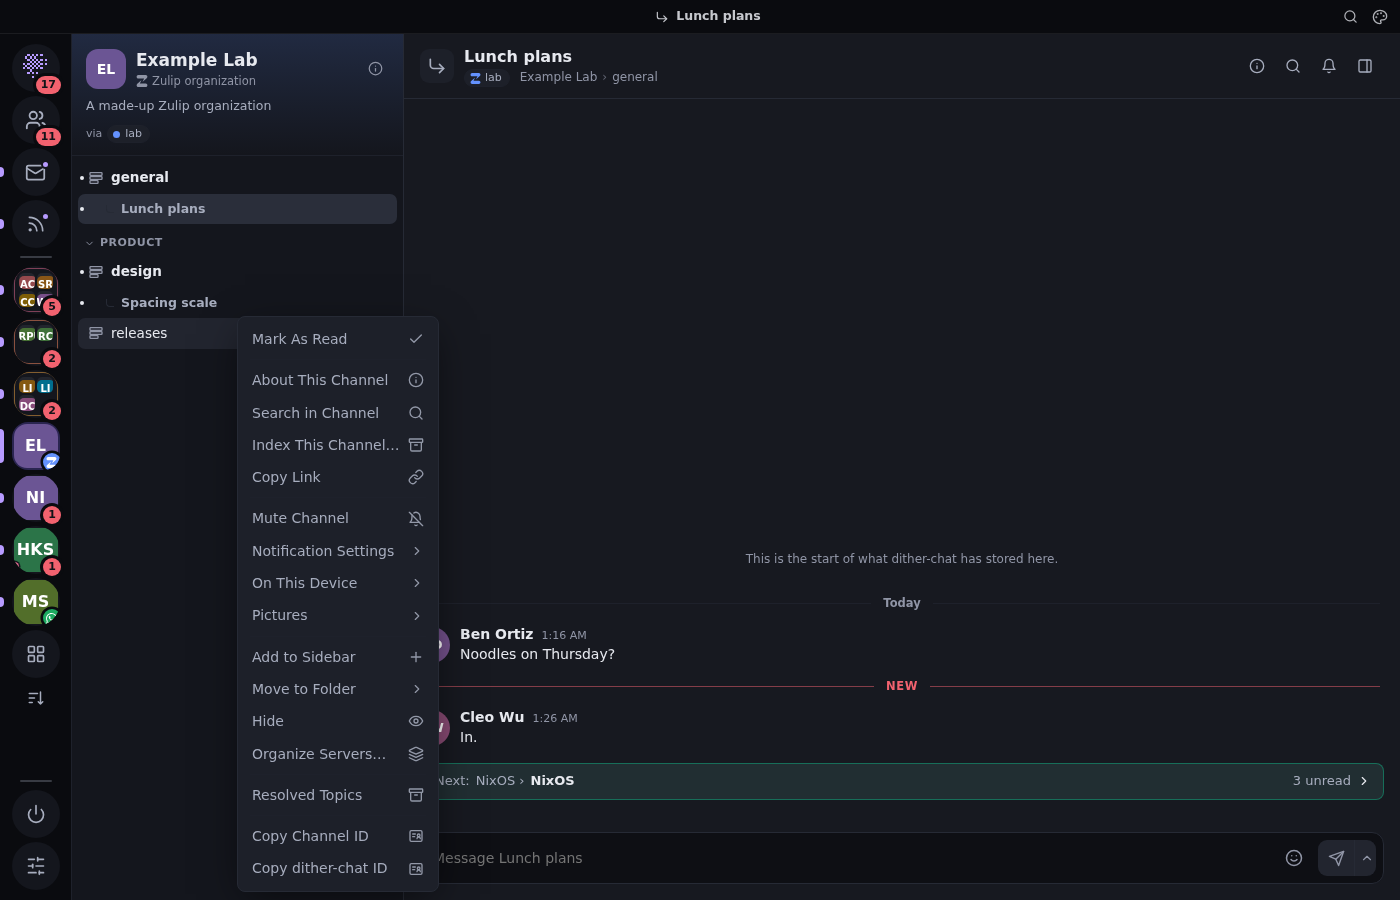 Lunch plans
17
11
5
2
2
1
1
AC
SR
CC
RP
RC
LI
LI
DC
EL
NI
HKS
MS
EL
Example Lab
Zulip organization
A made-up Zulip organization
via lab
general
Lunch plans
PRODUCT
design
Spacing scale
releases
Mark As Read
About This Channel
Search in Channel
Index This Channel...
Copy Link
Mute Channel
Notification Settings
On This Device
Pictures
Add to Sidebar
Move to Folder
Hide
Organize Servers...
Resolved Topics
Copy Channel ID
Copy dither-chat ID
Lunch plans
lab Example Lab › general
This is the start of what dither-chat has stored here.
Today
Ben Ortiz 1:16 AM
Noodles on Thursday?
NEW
Cleo Wu 1:26 AM
In.
Next: NixOS › NixOS 3 unread
Message Lunch plans